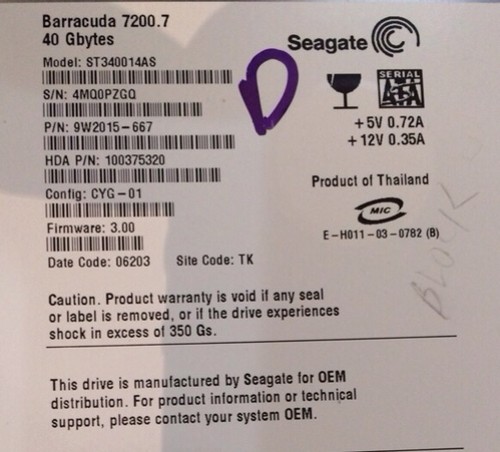 Barracuda 7200.7
40 Gbytes
Model: ST340014AS
S/N: 4MQ0PZGQ
P/N: 9W2015-667
HDA P/N: 100375320
Config: CYG-01
Firmware: 3.00
Date Code: 06203 Site Code: TK
Seagate
SERIAL
ATA
+5V 0.72A
+12V 0.35A
Product of Thailand
MIC
E-H011-03-0782 (B)
BLOCK
Caution. Product warranty is void if any seal
or label is removed, or if the drive experiences
shock in excess of 350 Gs.
This drive is manufactured by Seagate for OEM
distribution. For product information or technical
support, please contact your system OEM.